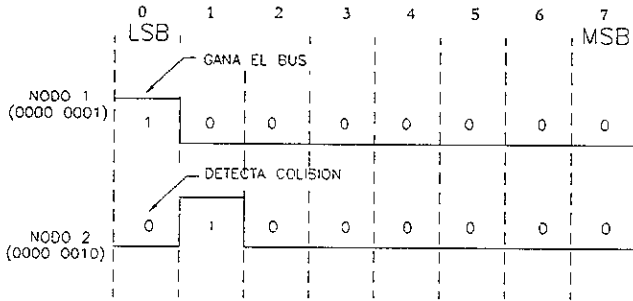 0 1 2 3 4 5 6 7
LSB MSB
GANA EL BUS
NODO 1
(0000 0001)
1 0 0 0 0 0 0 0
DETECTA COLISION
NODO 2
(0000 0010)
0 1 0 0 0 0 0 0